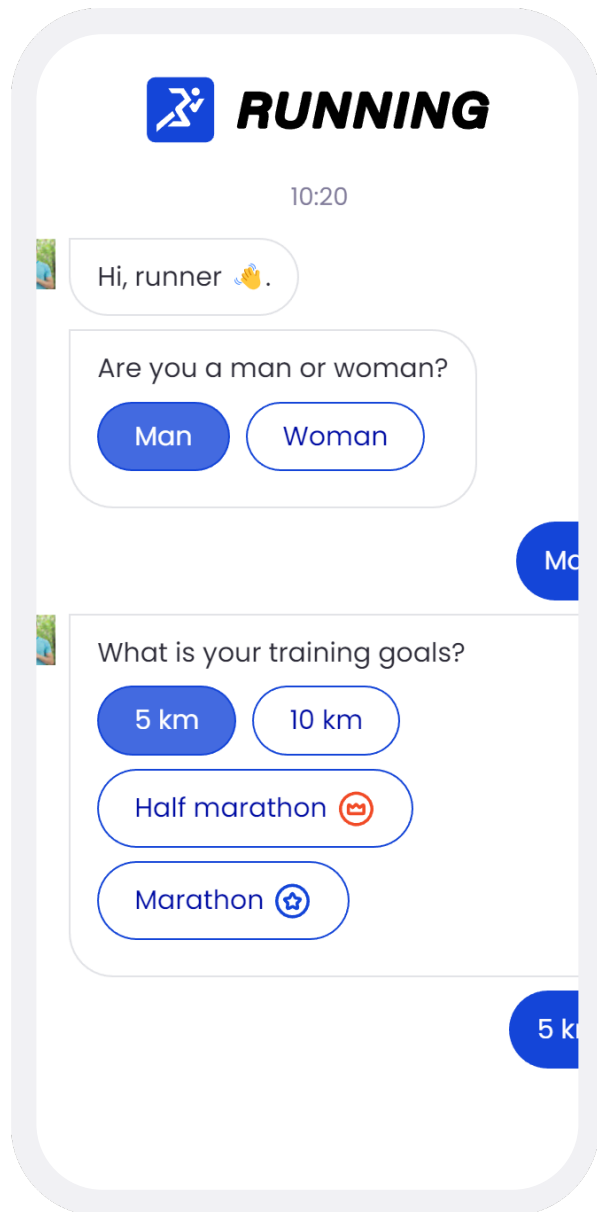 RUNNING
10:20
Hi, runner 👋.
Are you a man or woman?
Man Woman
What is your training goals?
5 km 10 km
Half marathon
Marathon
5